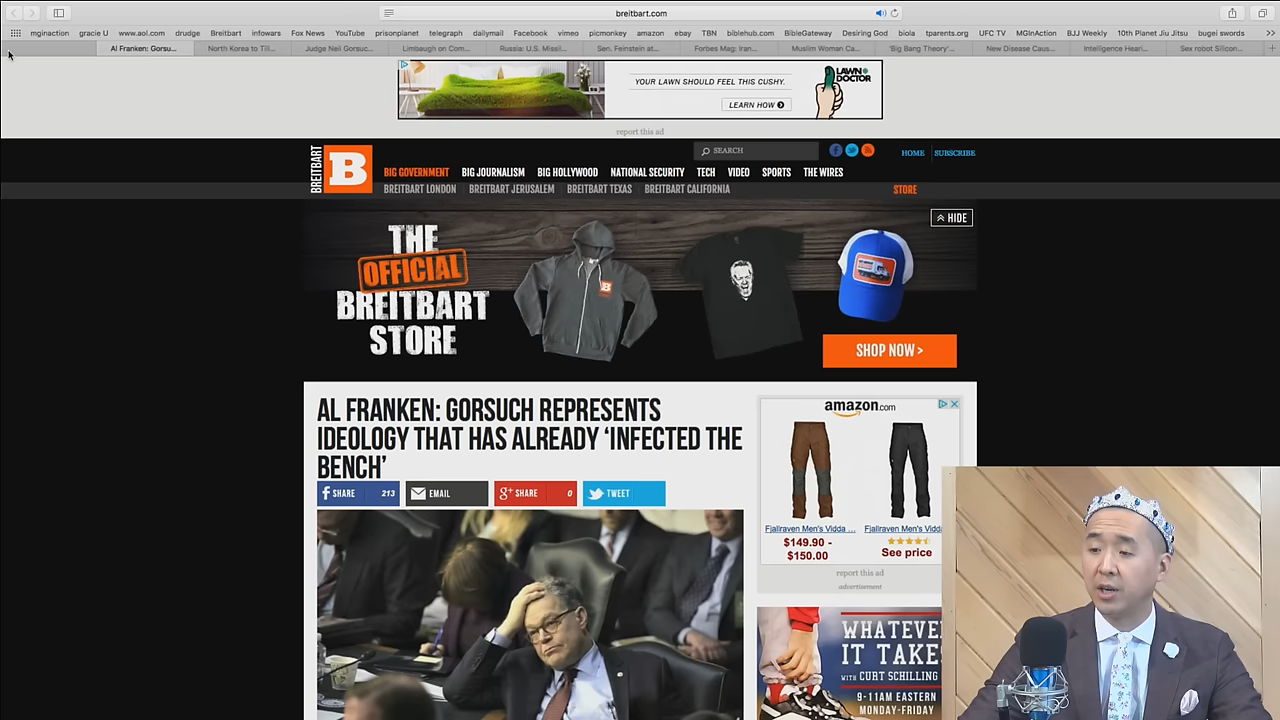 breitbart.com
mginaction gracie U www.aol.com drudge Breitbart infowars Fox News YouTube prisonplanet telegraph dailymail Facebook vimeo picmonkey amazon ebay TBN biblehub.com BibleGateway Desiring God biola tparents.org UFC TV MGInAction BJJ Weekly 10th Planet Jiu Jitsu bugei swords >>
Al Franken: Gorsu... North Korea to Till... Judge Neil Gorsuc... Limbaugh on Com... Russia: U.S. Missil... Sen. Feinstein at... Forbes Mag: Iran... Muslim Woman Ca... 'Big Bang Theory'... New Disease Caus... Intelligence Heari... Sex robot Silicon...
YOUR LAWN SHOULD FEEL THIS CUSHY.
LEARN HOW
LAWN
DOCTOR
report this ad
SEARCH
HOME SUBSCRIBE
BREITBART
B
BIG GOVERNMENT BIG JOURNALISM BIG HOLLYWOOD NATIONAL SECURITY TECH VIDEO SPORTS THE WIRES
BREITBART LONDON BREITBART JERUSALEM BREITBART TEXAS BREITBART CALIFORNIA STORE
HIDE
THE
OFFICIAL
BREITBART
STORE
B
SHOP NOW >
AL FRANKEN: GORSUCH REPRESENTS
IDEOLOGY THAT HAS ALREADY ‘INFECTED THE
BENCH’
SHARE 213 EMAIL SHARE 0 TWEET
amazon.com
Fjallraven Men's Vidda ... Fjallraven Men's Vidda
$149.90 -
$150.00
See price
report this ad
advertisement
WHATEVE
IT TAKE
WITH CURT SCHILLING
9-11AM EASTERN
MONDAY-FRIDAY